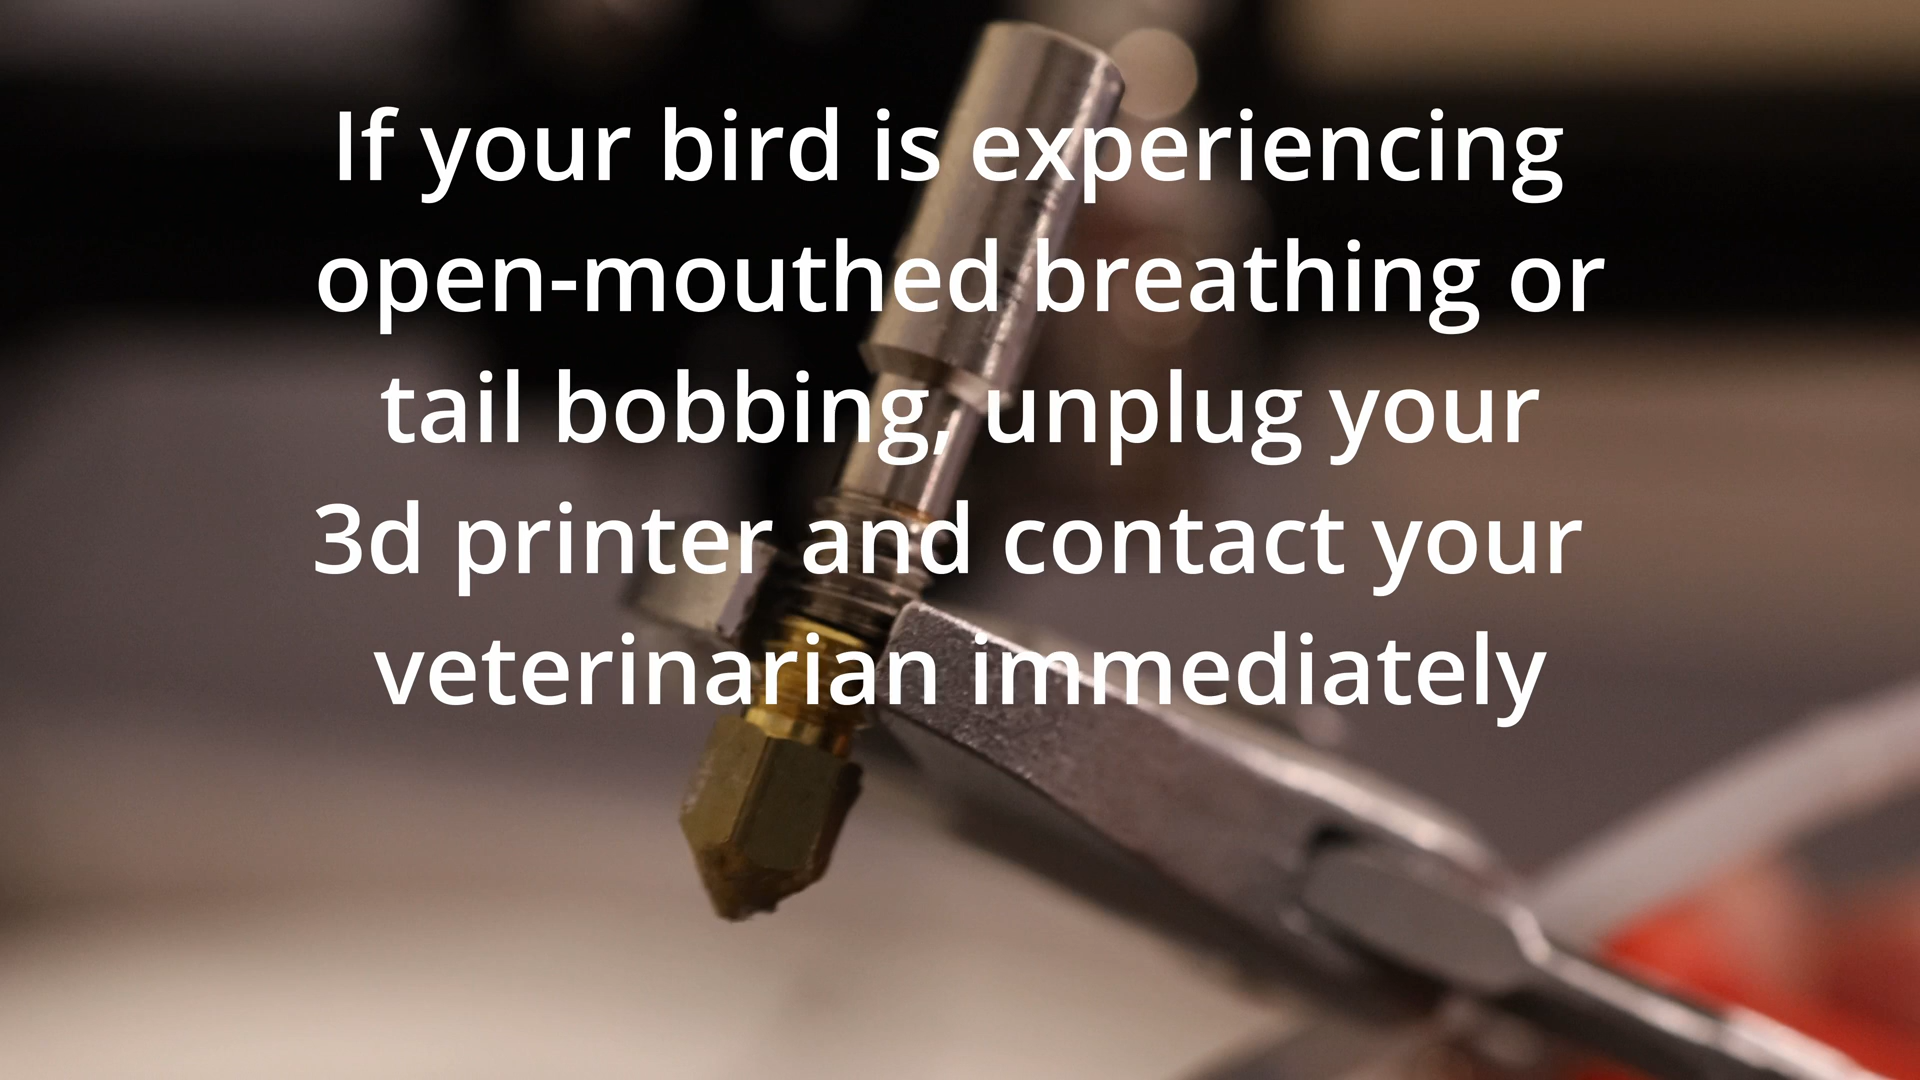 If your bird is experiencing
open-mouthed breathing or
tail bobbing, unplug your
3d printer and contact your
veterinarian immediately